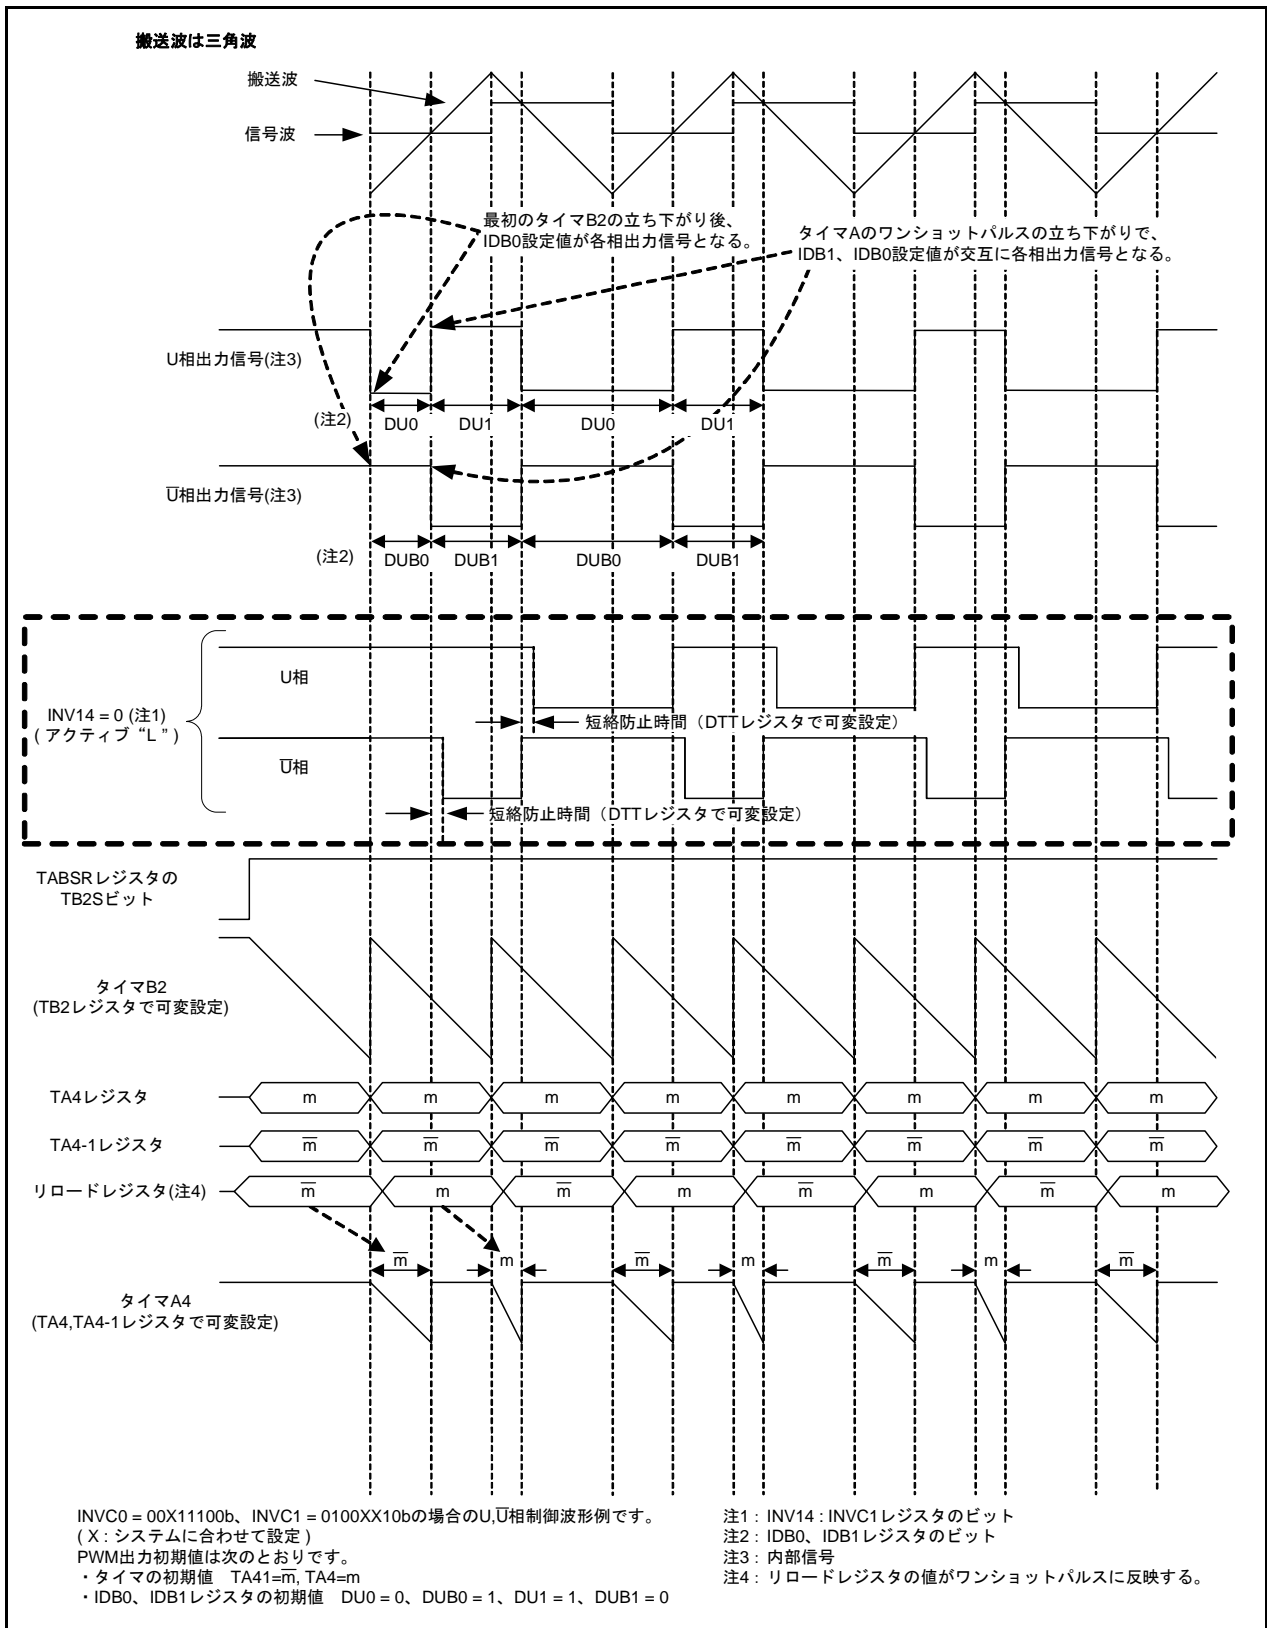 搬送波は三角波
搬送波
信号波
最初のタイマB2の立ち下がり後、
IDB0設定値が各相出力信号となる。
タイマAのワンショットパルスの立ち下がりで、
IDB1、IDB0設定値が交互に各相出力信号となる。
U相出力信号(注3)
(注2)
DU0 DU1 DU0 DU1
U̅相出力信号(注3)
(注2)
DUB0 DUB1 DUB0 DUB1
INV14 = 0 (注1)
( アクティブ“L ” )
U相
短絡防止時間（DTTレジスタで可変設定）
U̅相
短絡防止時間（DTTレジスタで可変設定）
TABSRレジスタの
TB2Sビット
タイマB2
(TB2レジスタで可変設定)
TA4レジスタ m m m m m m m m
TA4-1レジスタ m̅ m̅ m̅ m̅ m̅ m̅ m̅ m̅
リロードレジスタ(注4) m̅ m m̅ m m̅ m m̅ m
m̅ m m̅ m m̅ m m̅
タイマA4
(TA4,TA4-1レジスタで可変設定)
INVC0 = 00X11100b、INVC1 = 0100XX10bの場合のU,U̅相制御波形例です。
( X : システムに合わせて設定 )
PWM出力初期値は次のとおりです。
・タイマの初期値 TA41=m̅, TA4=m
・IDB0、IDB1レジスタの初期値 DU0 = 0、DUB0 = 1、DU1 = 1、DUB1 = 0
注1 : INV14 : INVC1レジスタのビット
注2 : IDB0、IDB1レジスタのビット
注3 : 内部信号
注4 : リロードレジスタの値がワンショットパルスに反映する。